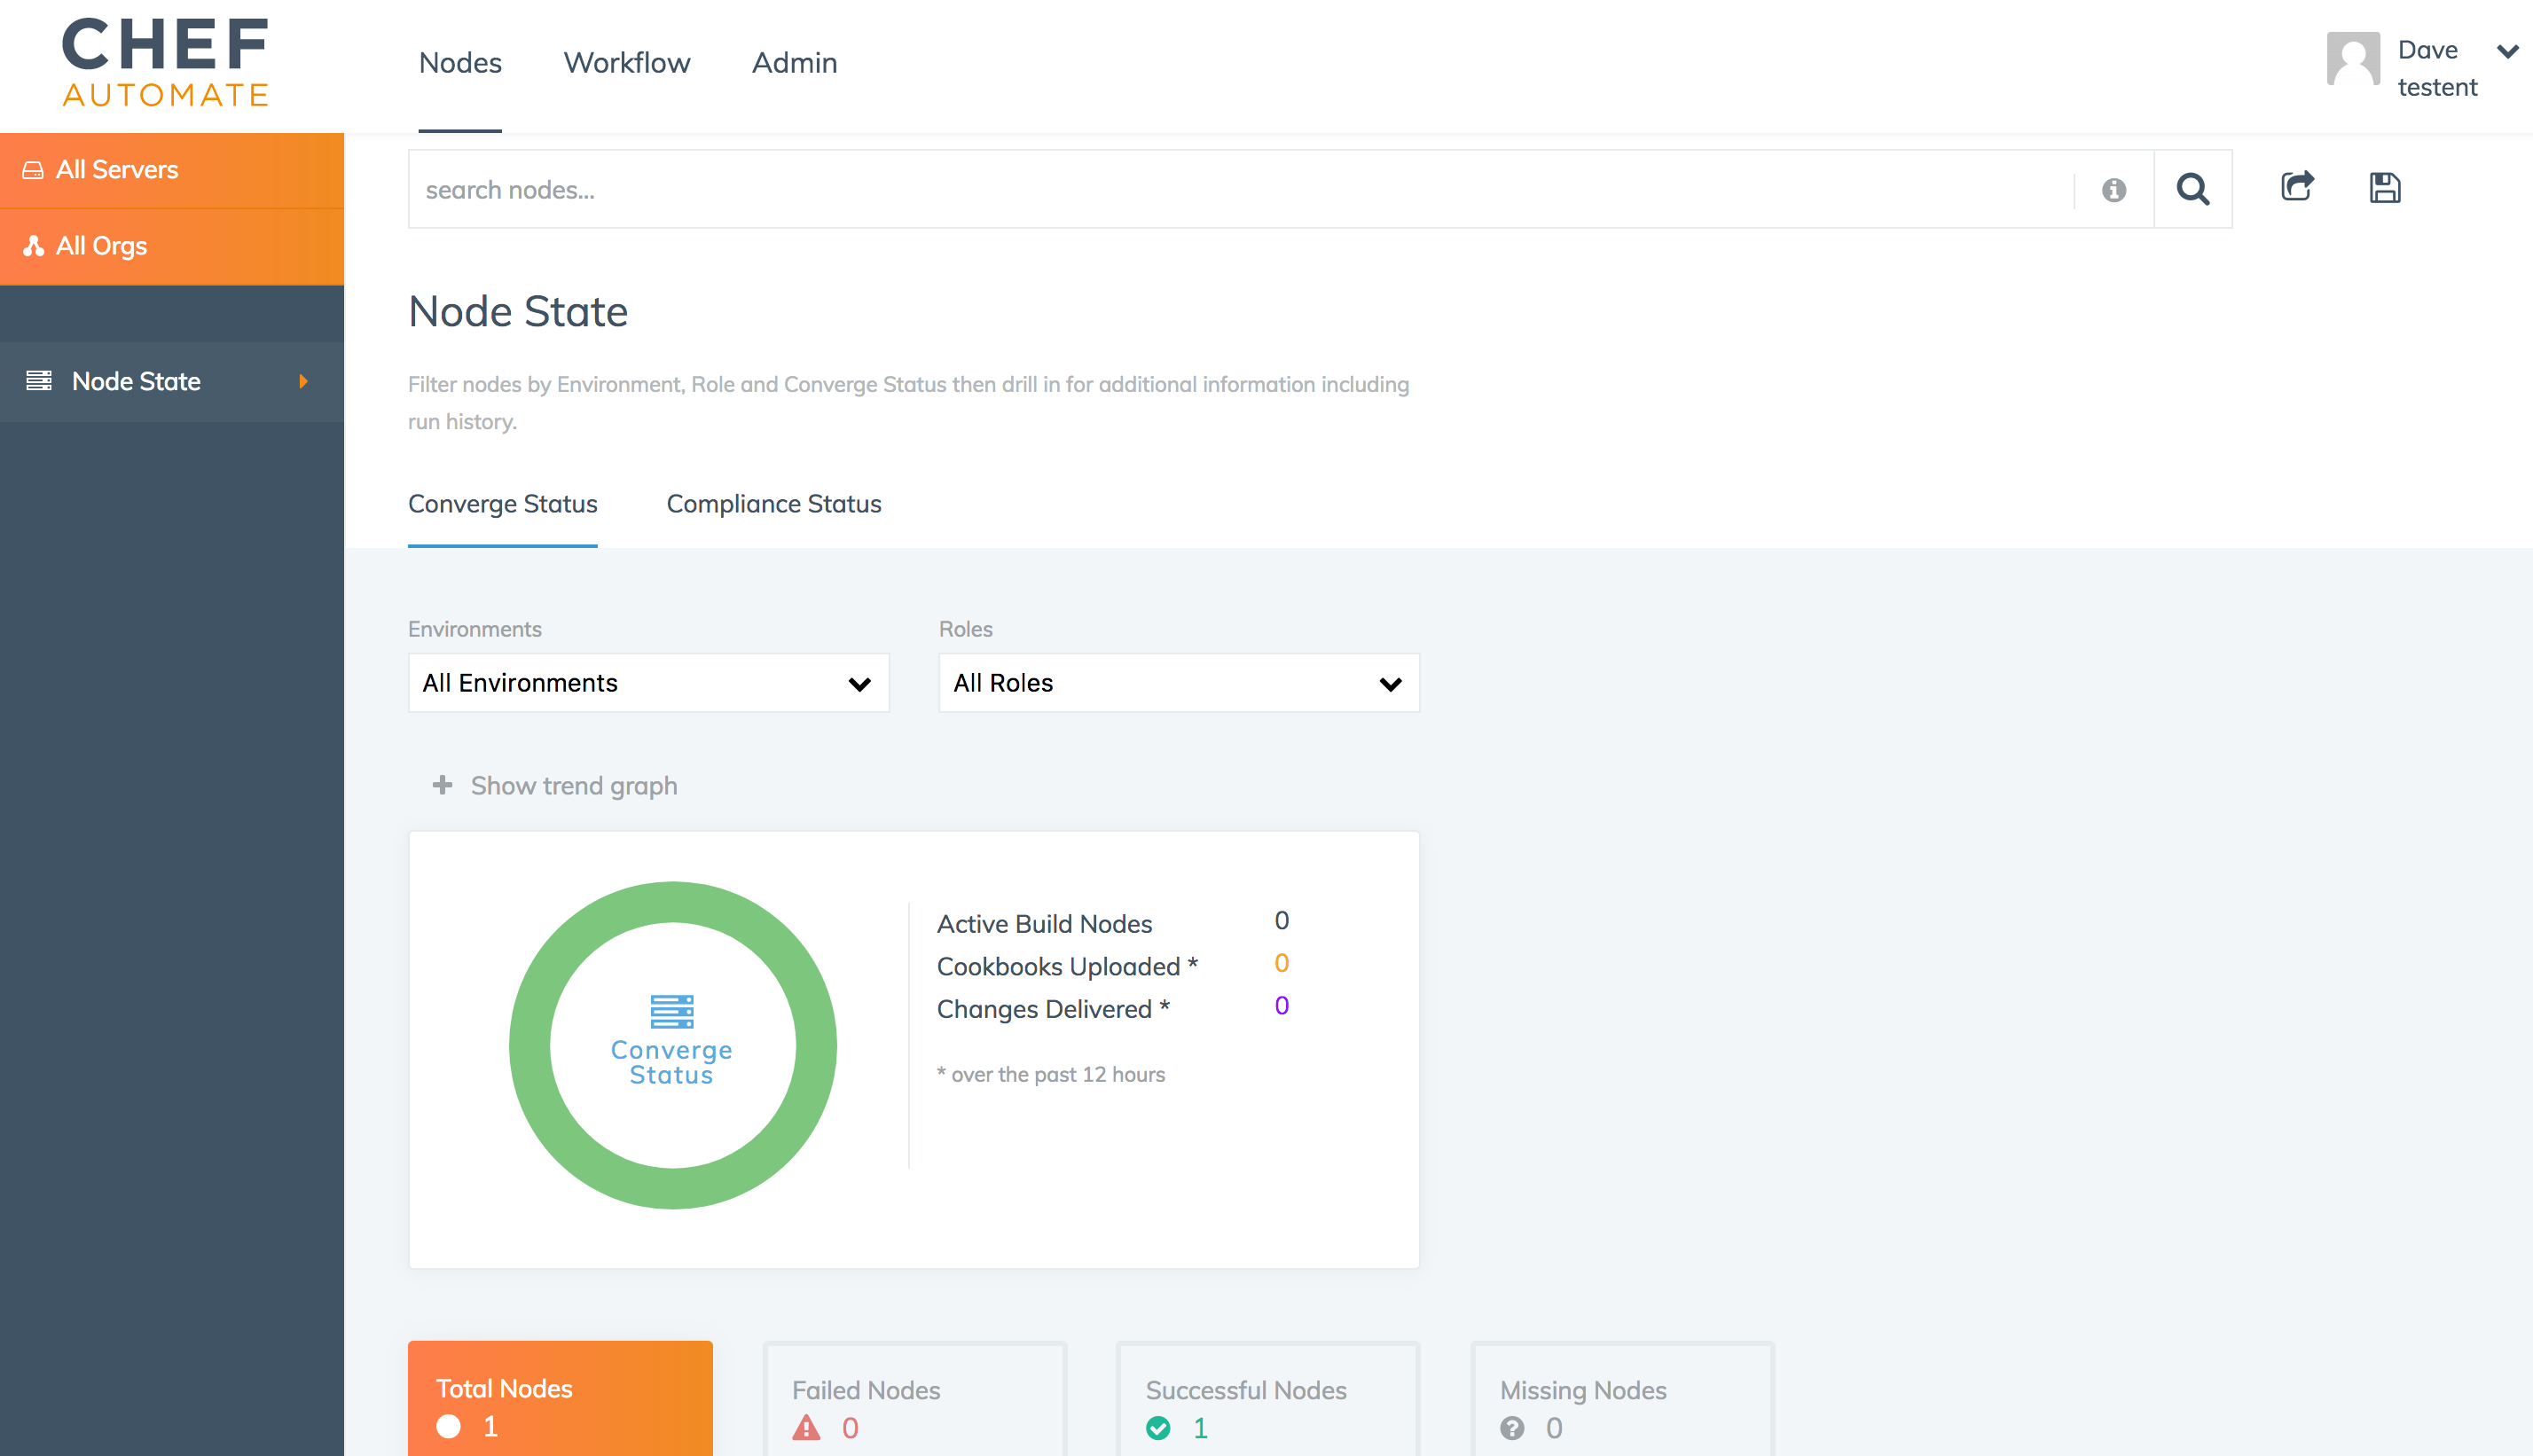 CHEF
AUTOMATE
Nodes
Workflow
Admin
Dave
testent
All Servers
All Orgs
Node State
search nodes...
Node State
Filter nodes by Environment, Role and Converge Status then drill in for additional information including
run history.
Converge Status
Compliance Status
Environments
Roles
All Environments
All Roles
Show trend graph
Converge
Status
Active Build Nodes 0
Cookbooks Uploaded * 0
Changes Delivered * 0
* over the past 12 hours
Total Nodes
1
Failed Nodes
0
Successful Nodes
1
Missing Nodes
0